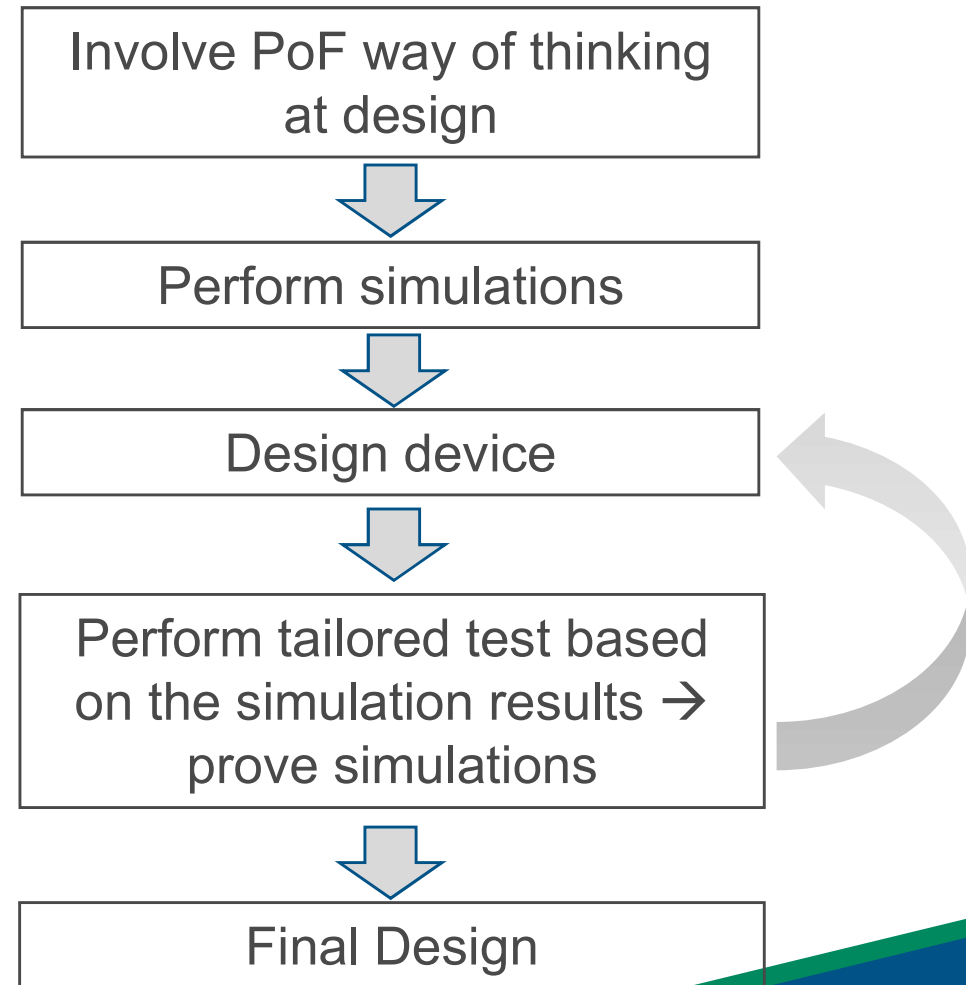 Involve PoF way of thinking
at design
Perform simulations
Design device
Perform tailored test based
on the simulation results →
prove simulations
Final Design